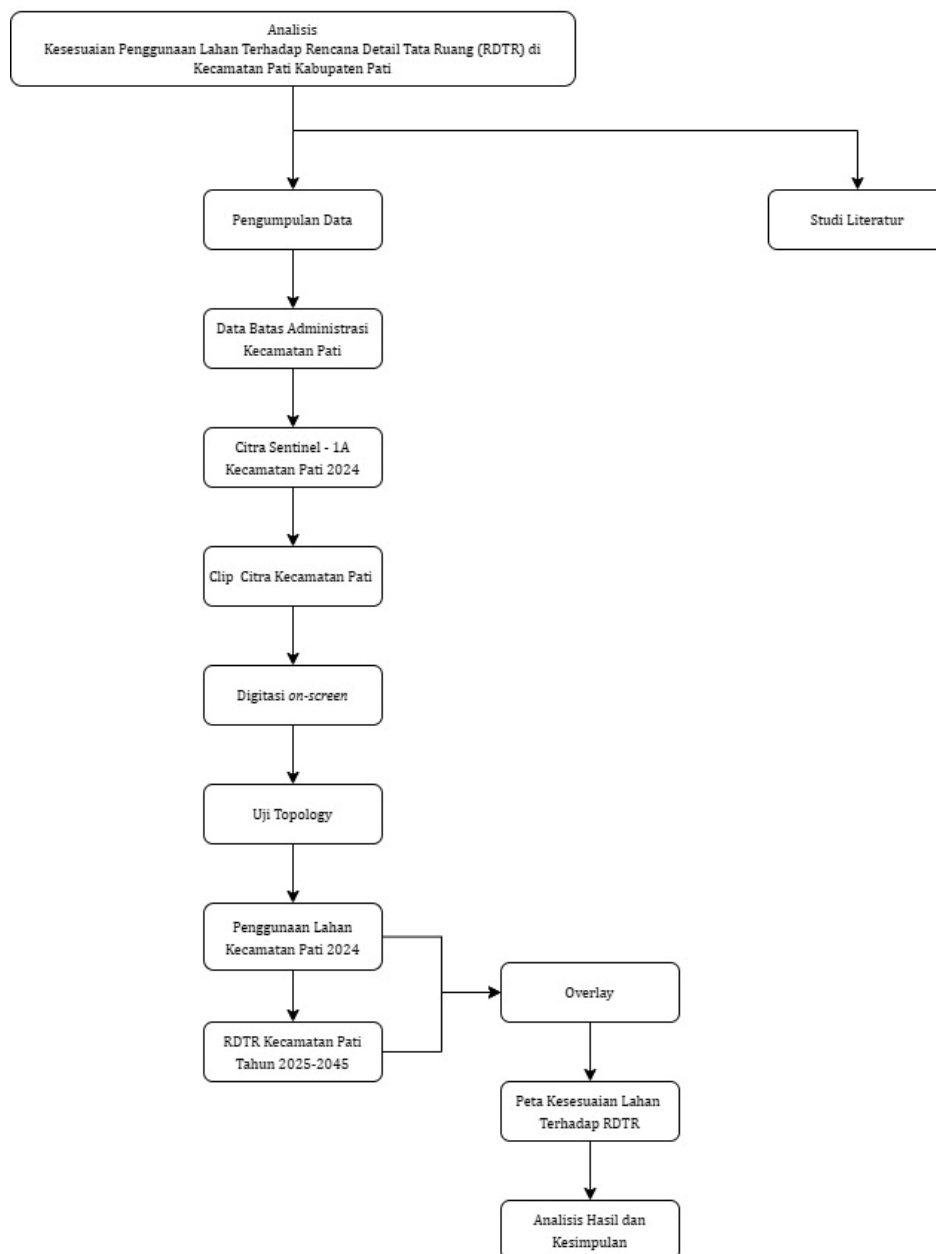 Analisis
Kesesuaian Penggunaan Lahan Terhadap Rencana Detail Tata Ruang (RDTR) di
Kecamatan Pati Kabupaten Pati
Pengumpulan Data
Studi Literatur
Data Batas Administrasi
Kecamatan Pati
Citra Sentinel - 1A
Kecamatan Pati 2024
Clip Citra Kecamatan Pati
Digitasi on-screen
Uji Topology
Penggunaan Lahan
Kecamatan Pati 2024
Overlay
RDTR Kecamatan Pati
Tahun 2025-2045
Peta Kesesuaian Lahan
Terhadap RDTR
Analisis Hasil dan
Kesimpulan